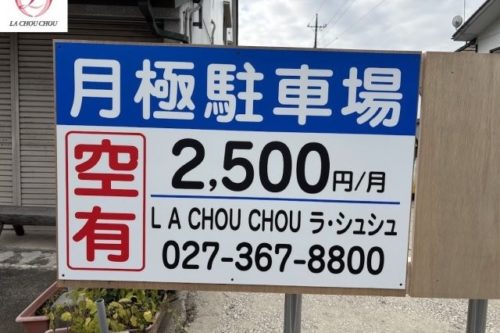 LA CHOU CHOU
月極駐車場
空有
2,500円/月
LA CHOU CHOU ラ・シュシュ
027-367-8800